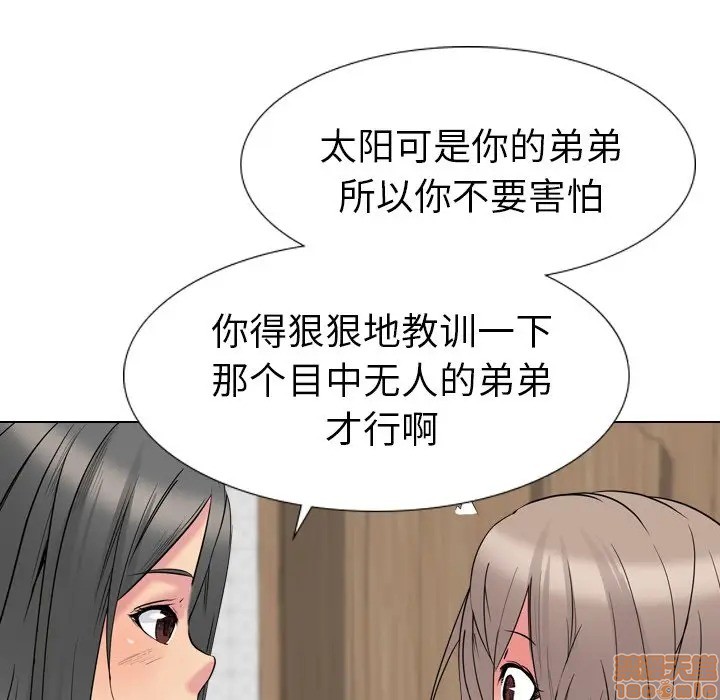 太阳可是你的弟弟
所以你不要害怕
你得狠狠地教训一下
那个目中无人的弟弟
才行啊